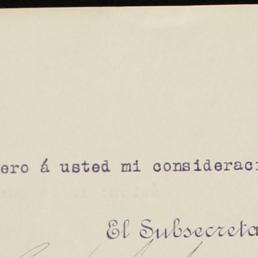 ero á usted mi consideraci
El Subsecreta